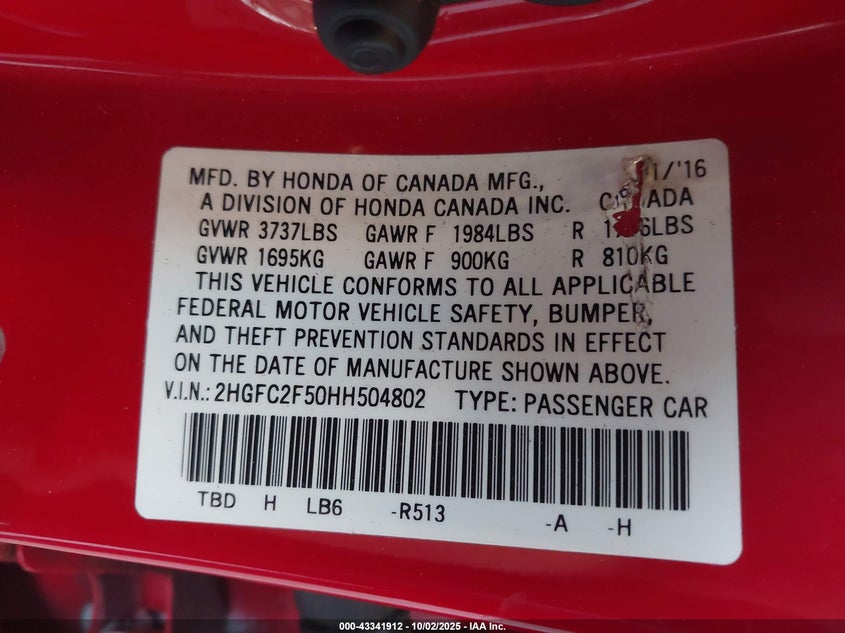 MFD. BY HONDA OF CANADA MFG., 1/'16
A DIVISION OF HONDA CANADA INC.
GVWR 3737LBS GAWR F 1984LBS R
GVWR 1695KG GAWR F 900KG R 810KG
THIS VEHICLE CONFORMS TO ALL APPLICABLE
FEDERAL MOTOR VEHICLE SAFETY, BUMPER,
AND THEFT PREVENTION STANDARDS IN EFFECT
ON THE DATE OF MANUFACTURE SHOWN ABOVE.
V.I.N.: 2HGFC2F50HH504802 TYPE: PASSENGER CAR
TBD H LB6 -R513 -A -H
000-43341912 - 10/02/2025 - IAA Inc.